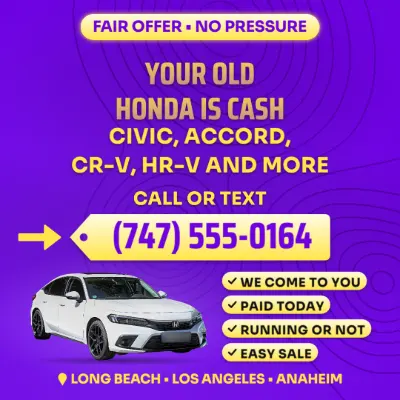 FAIR OFFER • NO PRESSURE
YOUR OLD
HONDA IS CASH
CIVIC, ACCORD,
CR-V, HR-V AND MORE
CALL OR TEXT
(747) 555-0164
WE COME TO YOU
PAID TODAY
RUNNING OR NOT
EASY SALE
LONG BEACH • LOS ANGELES • ANAHEIM